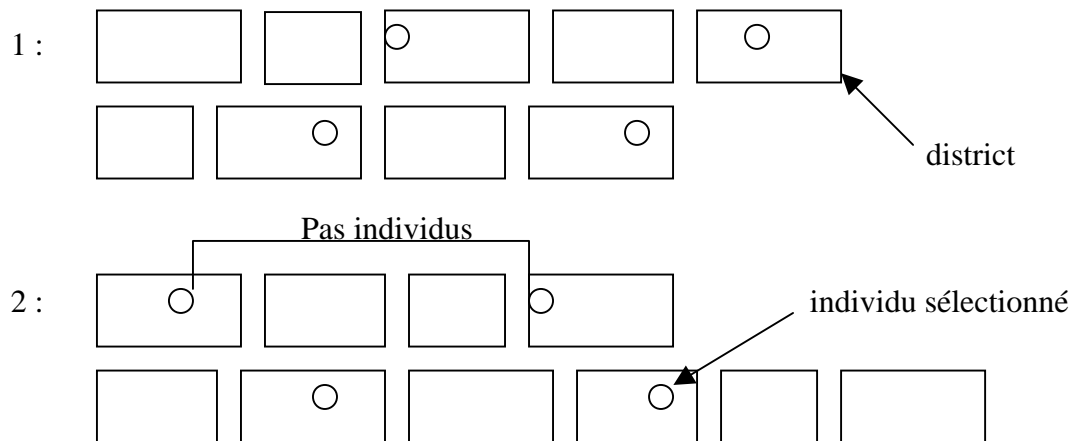 1 :
district
Pas individus
2 :
individu sélectionné